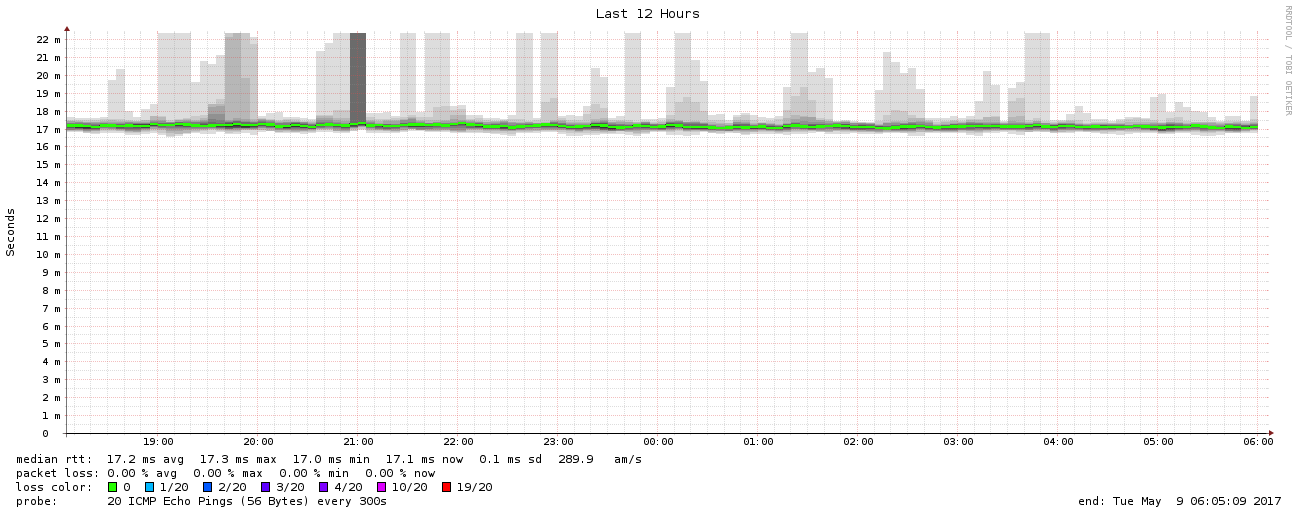 Last 12 Hours
RRDTOOL / TOBI OETIKER
Seconds
22 m
21 m
20 m
19 m
18 m
17 m
16 m
15 m
14 m
13 m
12 m
11 m
10 m
9 m
8 m
7 m
6 m
5 m
4 m
3 m
2 m
1 m
0
19:00 20:00 21:00 22:00 23:00 00:00 01:00 02:00 03:00 04:00 05:00 06:00
median rtt: 17.2 ms avg 17.3 ms max 17.0 ms min 17.1 ms now 0.1 ms sd 289.9 am/s
packet loss: 0.00 % avg 0.00 % max 0.00 % min 0.00 % now
loss color: 0 1/20 2/20 3/20 4/20 10/20 19/20
probe: 20 ICMP Echo Pings (56 Bytes) every 300s end: Tue May 9 06:05:09 2017